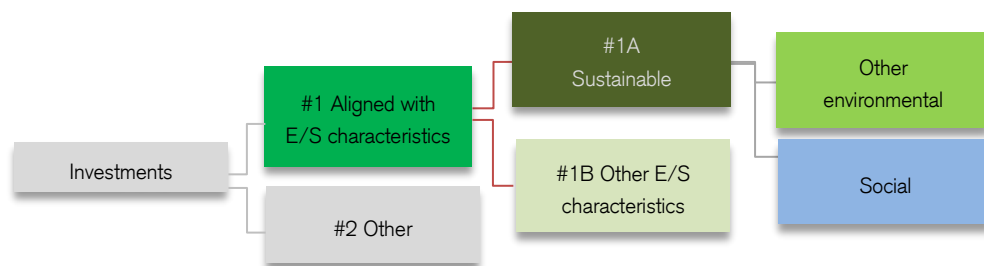 Investments
#1 Aligned with
E/S characteristics
#2 Other
#1A
Sustainable
#1B Other E/S
characteristics
Other
environmental
Social